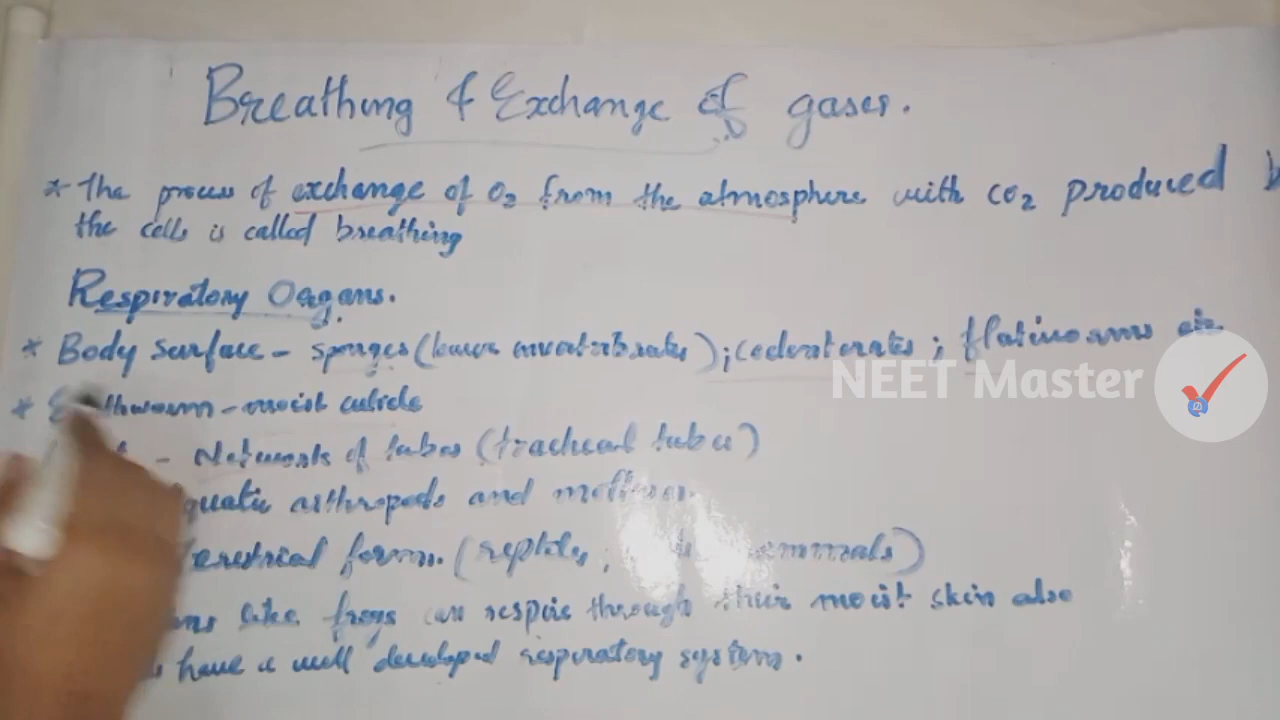 Breathing & Exchange of gases.
* The process of exchange of O2 from the atmosphere with CO2 produced
the cells is called breathing
Respiratory Organs.
* Body surface - sponges (lower invertebrates); coelenterates; flatworms etc
NEET Master
* Earthworm - moist cuticle
- Networks of tubes (tracheal tubes)
aquatic arthropods and molluscs.
terestrial forms. (reptiles, mammals)
like frogs can respire through their moist skin also
have a well developed respiratory system.